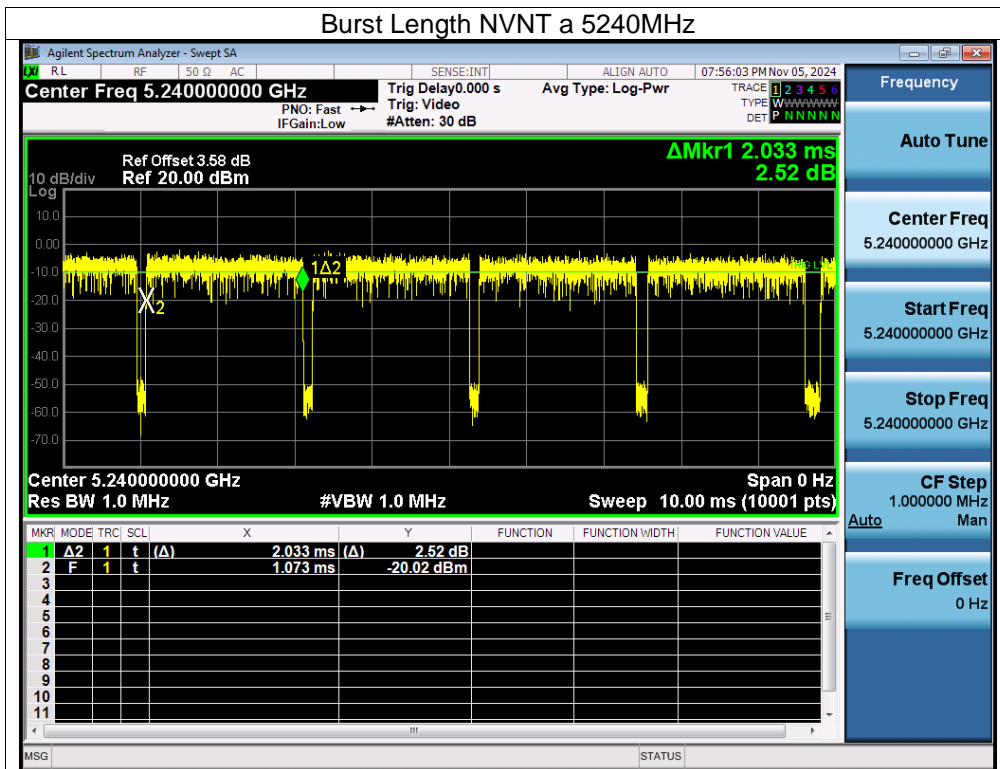 Burst Length NVNT a 5240MHz
Agilent Spectrum Analyzer - Swept SA
LXI RL RF 50 Ω AC SENSE:INT ALIGN AUTO 07:56:03 PM Nov 05, 2024
Center Freq 5.240000000 GHz
PNO: Fast
IFGain:Low
Trig Delay0.000 s
Trig: Video
#Atten: 30 dB
Avg Type: Log-Pwr
TRACE 1 2 3 4 5 6
TYPE WWWWWW
DET P N N N N N
ΔMkr1 2.033 ms
2.52 dB
Ref Offset 3.58 dB
10 dB/div Ref 20.00 dBm
Log
10.0
0.00
-10.0
-20.0
-30.0
-40.0
-50.0
-60.0
-70.0
1Δ2
2
Center 5.240000000 GHz Span 0 Hz
Res BW 1.0 MHz #VBW 1.0 MHz Sweep 10.00 ms (10001 pts)
MKR MODE TRC SCL X Y FUNCTION FUNCTION WIDTH FUNCTION VALUE
1 Δ2 1 t (Δ) 2.033 ms (Δ) 2.52 dB
2 F 1 t 1.073 ms -20.02 dBm
3
4
5
6
7
8
9
10
11
MSG STATUS
Frequency
Auto Tune
Center Freq
5.240000000 GHz
Start Freq
5.240000000 GHz
Stop Freq
5.240000000 GHz
CF Step
1.000000 MHz
Auto Man
Freq Offset
0 Hz